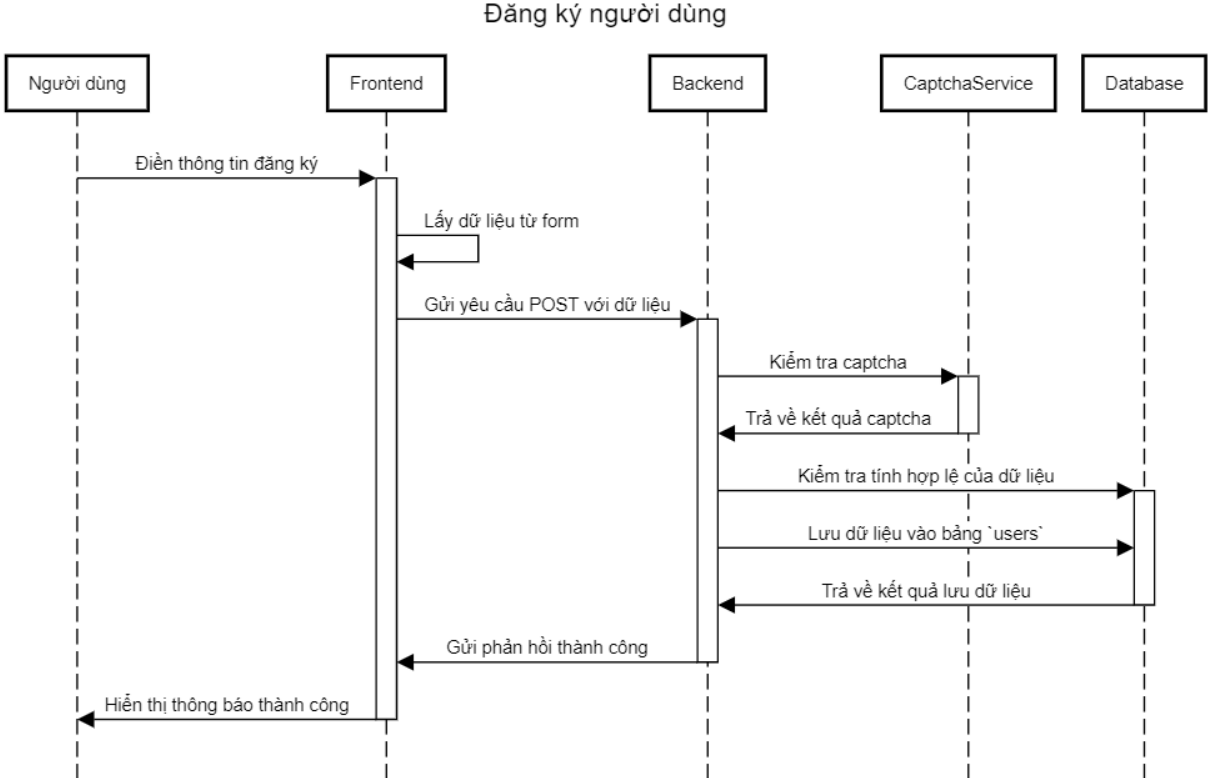 Đăng ký người dùng
Người dùng
Frontend
Backend
CaptchaService
Database
Điền thông tin đăng ký
Lấy dữ liệu từ form
Gửi yêu cầu POST với dữ liệu
Kiểm tra captcha
Trả về kết quả captcha
Kiểm tra tính hợp lệ của dữ liệu
Lưu dữ liệu vào bảng `users`
Trả về kết quả lưu dữ liệu
Gửi phản hồi thành công
Hiển thị thông báo thành công